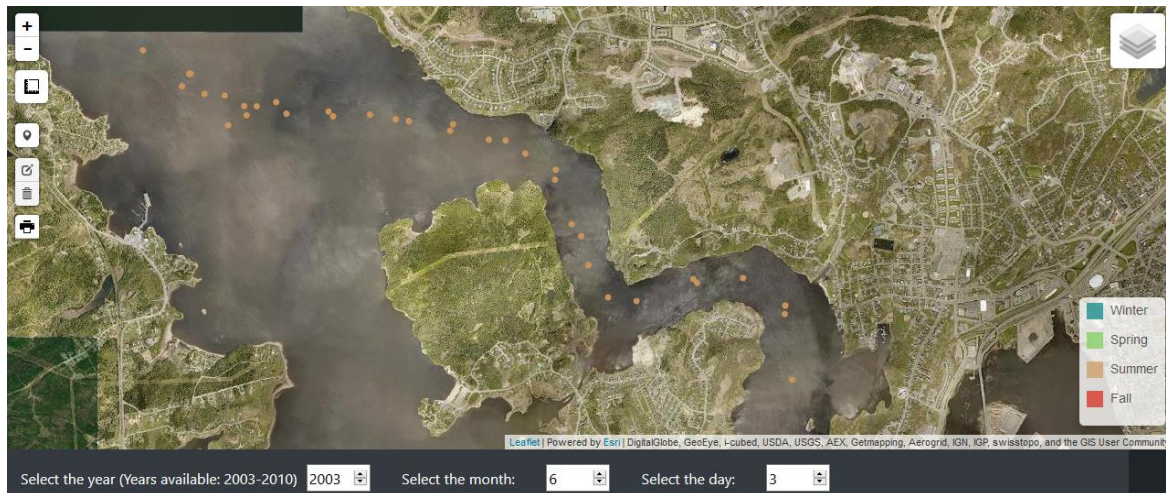 +
−
Winter
Spring
Summer
Fall
Leaflet | Powered by Esri | DigitalGlobe, GeoEye, i-cubed, USDA, USGS, AEX, Getmapping, Aerogrid, IGN, IGP, swisstopo, and the GIS User Community
Select the year (Years available: 2003-2010) 2003 Select the month: 6 Select the day: 3